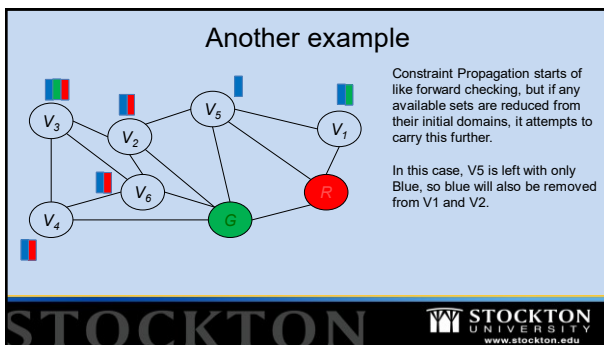 Another example
V3
V2
V5
V1
V6
V4
G
R
Constraint Propagation starts of
like forward checking, but if any
available sets are reduced from
their initial domains, it attempts to
carry this further.
In this case, V5 is left with only
Blue, so blue will also be removed
from V1 and V2.
STOCKTON
STOCKTON
UNIVERSITY
www.stockton.edu